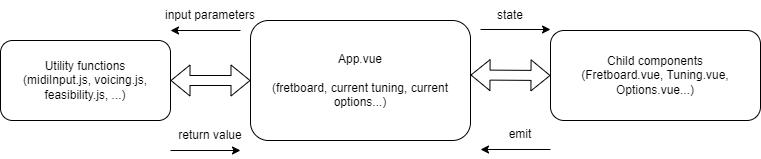 input parameters
state
Utility functions
(midiInput.js, voicing.js,
feasibility.js, ...)
App.vue
(fretboard, current tuning, current
options...)
Child components
(Fretboard.vue, Tuning.vue,
Options.vue...)
return value
emit